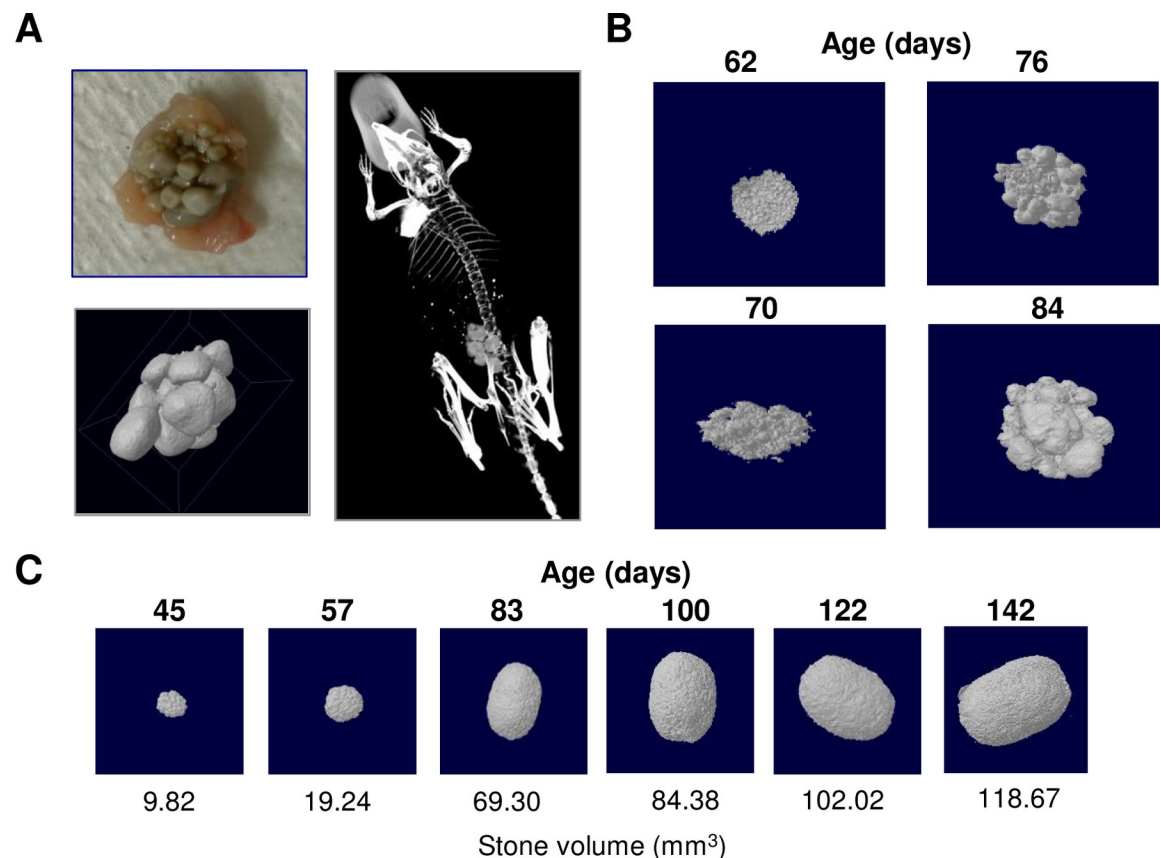 A
B
Age (days)
62 76
70 84
C
Age (days)
45 57 83 100 122 142
9.82 19.24 69.30 84.38 102.02 118.67
Stone volume (mm³)